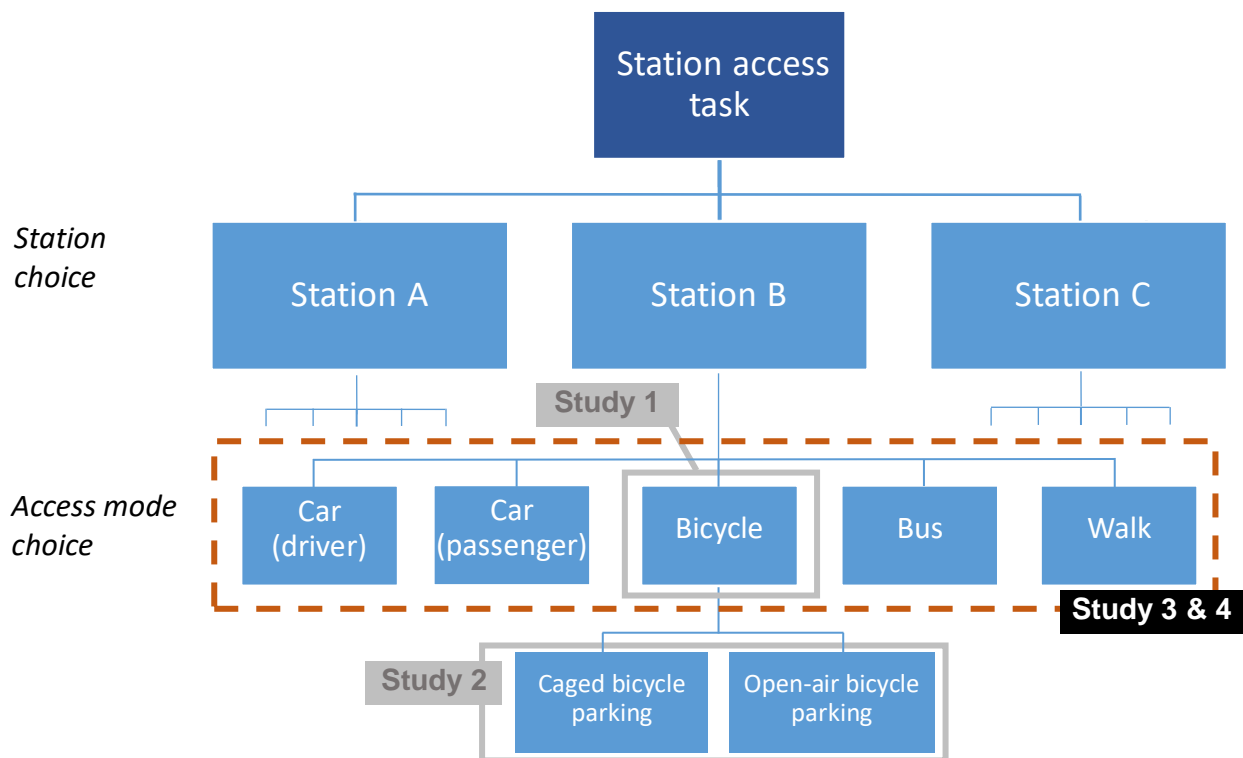 Station access
task
Station
choice
Station A
Station B
Station C
Study 1
Access mode
choice
Car
(driver)
Car
(passenger)
Bicycle
Bus
Walk
Study 3 & 4
Study 2
Caged bicycle
parking
Open-air bicycle
parking